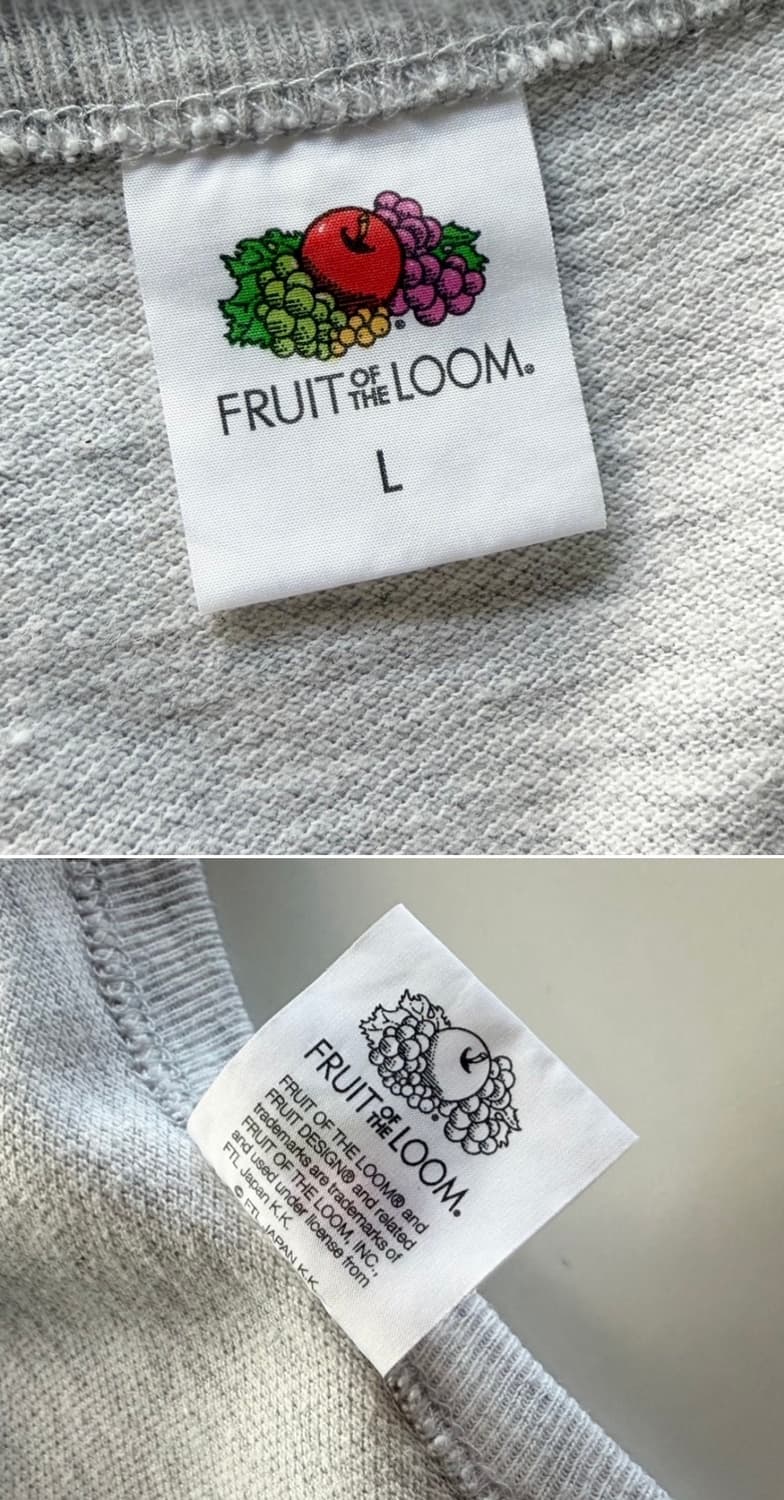 ®
FRUIT OF THE LOOM®
L
FRUIT OF THE LOOM®
FRUIT OF THE LOOM® and
FRUIT DESIGN® and related
trademarks are trademarks of
FRUIT OF THE LOOM, INC.,
and used under license from
FTL Japan K.K.
© FTL JAPAN K.K.